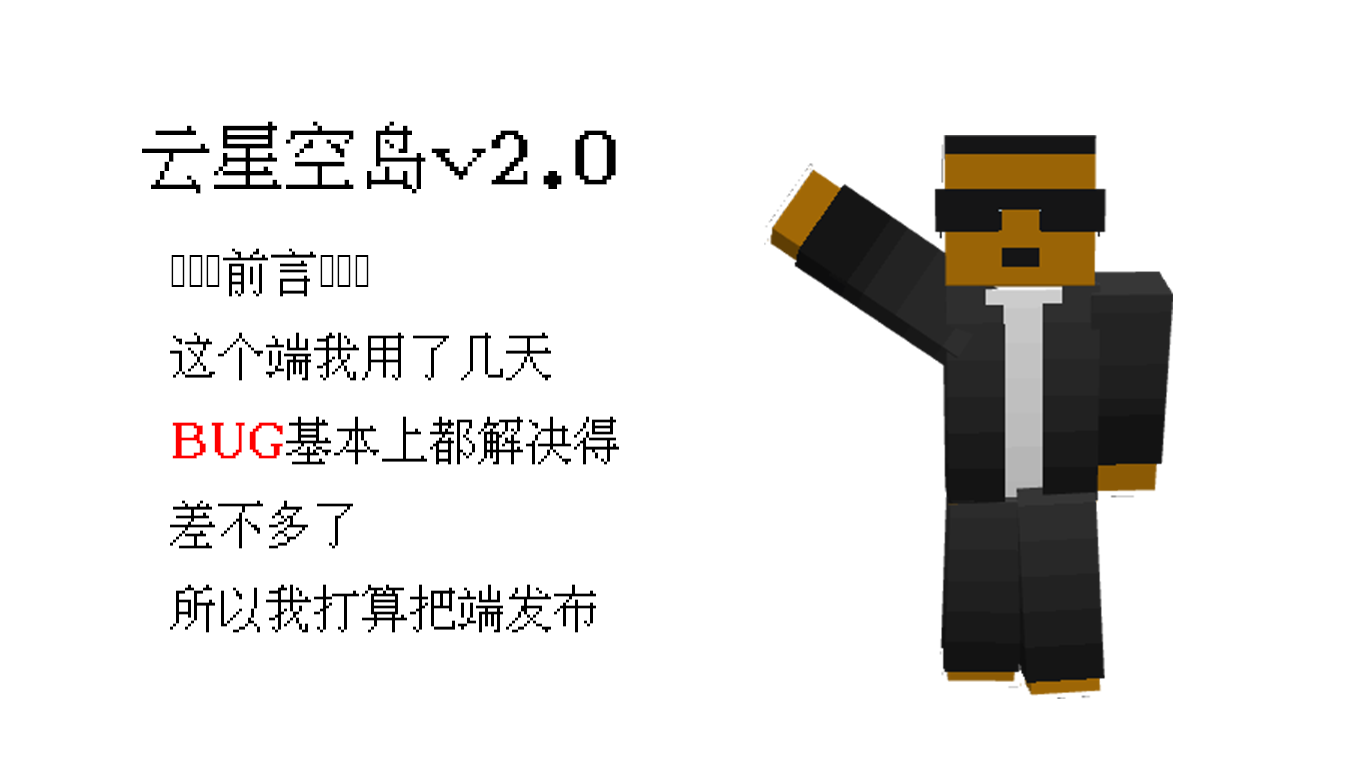 云星空岛v2.0
▯▯▯前言▯▯▯
这个端我用了几天
BUG基本上都解决得
差不多了
所以我打算把端发布